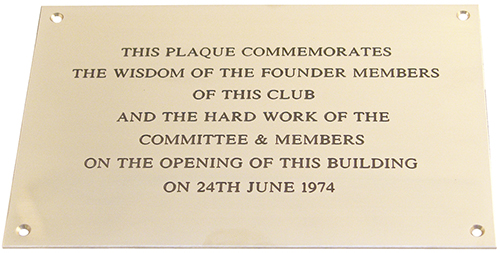 THIS PLAQUE COMMEMORATES
THE WISDOM OF THE FOUNDER MEMBERS
OF THIS CLUB
AND THE HARD WORK OF THE
COMMITTEE & MEMBERS
ON THE OPENING OF THIS BUILDING
ON 24TH JUNE 1974